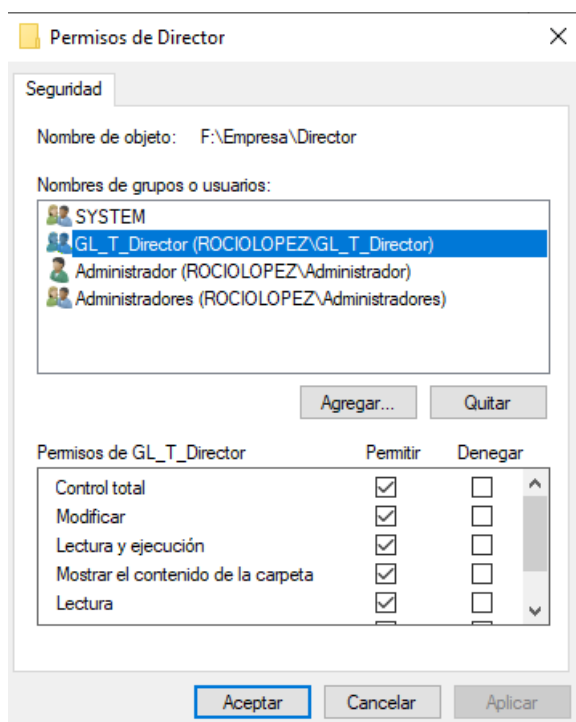 Permisos de Director
Seguridad
Nombre de objeto: F:\Empresa\Director
Nombres de grupos o usuarios:
SYSTEM
GL_T_Director (ROCIOLOPEZ\GL_T_Director)
Administrador (ROCIOLOPEZ\Administrador)
Administradores (ROCIOLOPEZ\Administradores)
Agregar... Quitar
Permisos de GL_T_Director Permitir Denegar
Control total
Modificar
Lectura y ejecución
Mostrar el contenido de la carpeta
Lectura
Aceptar Cancelar Aplicar